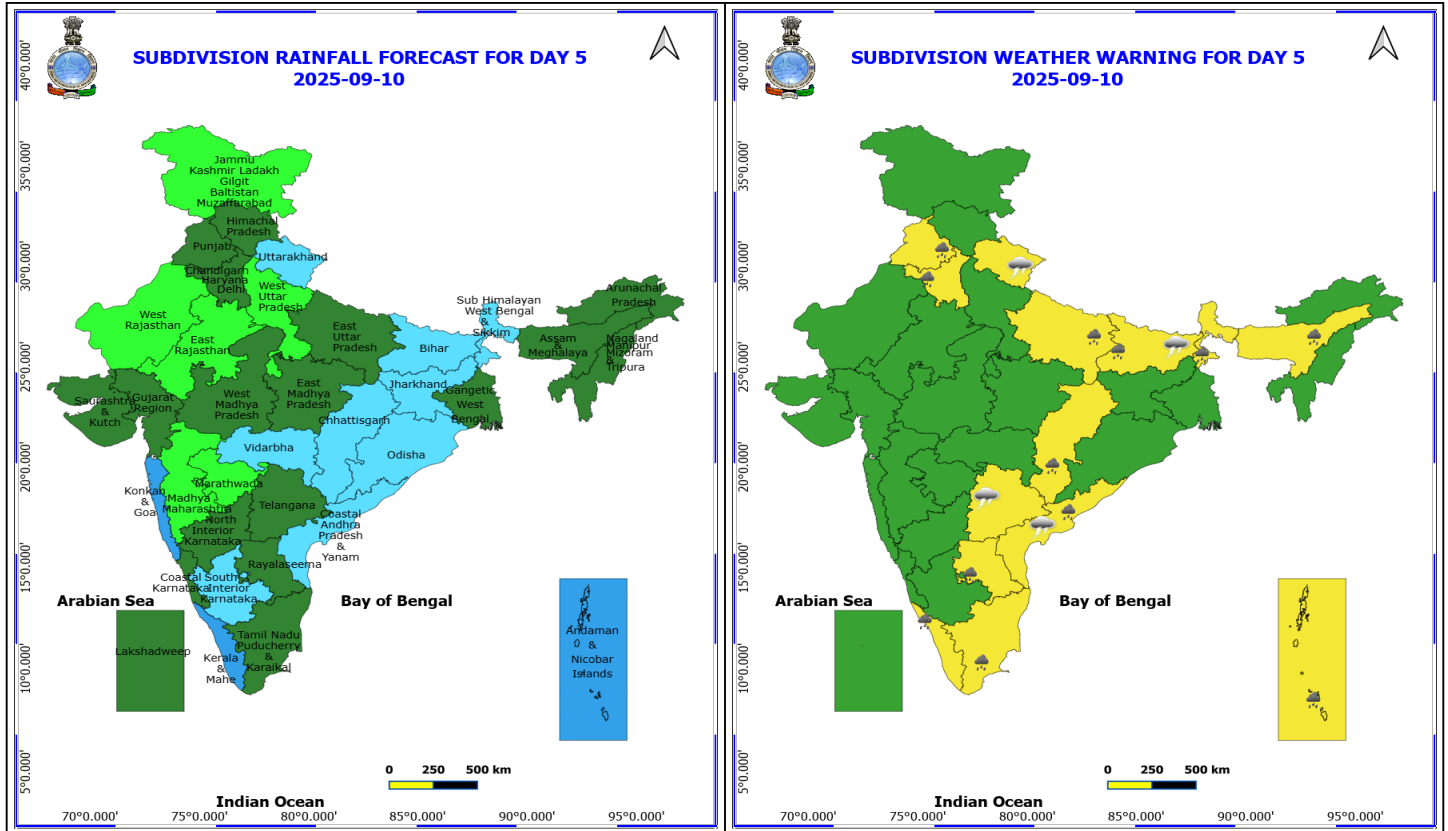 SUBDIVISION RAINFALL FORECAST FOR DAY 5
2025-09-10
40°0.000'
35°0.000'
30°0.000'
25°0.000'
20°0.000'
15°0.000'
10°0.000'
5°0.000'
Jammu
Kashmir Ladakh
Gilgit
Baltistan
Muzaffarabad
Himachal
Pradesh
Punjab
Uttarakhand
Chandigarh
Haryana
Delhi
West
Uttar
Pradesh
West
Rajasthan
East
Rajasthan
East
Uttar
Pradesh
Sub Himalayan
West Bengal
&
Sikkim
Arunachal
Pradesh
Assam
&
Meghalaya
Nagaland
Manipur
Mizoram
&
Tripura
Bihar
Jharkhand
Gangetic
West
Bengal
Saurashtra
&
Kutch
Gujarat
Region
West
Madhya
Pradesh
East
Madhya
Pradesh
Chhattisgarh
Odisha
Vidarbha
Konkan
&
Goa
Madhya
Maharashtra
Marathwada
Telangana
North
Interior
Karnataka
Coastal
Andhra
Pradesh
&
Yanam
Rayalaseema
Coastal
Karnataka
South
Interior
Karnataka
Arabian Sea
Bay of Bengal
Lakshadweep
Kerala
&
Mahe
Tamil Nadu
Puducherry
&
Karaikal
Andaman
&
Nicobar
Islands
0 250 500 km
Indian Ocean
70°0.000' 75°0.000' 80°0.000' 85°0.000' 90°0.000' 95°0.000'
SUBDIVISION WEATHER WARNING FOR DAY 5
2025-09-10
40°0.000'
35°0.000'
30°0.000'
25°0.000'
20°0.000'
15°0.000'
10°0.000'
5°0.000'
Arabian Sea
Bay of Bengal
0 250 500 km
Indian Ocean
70°0.000' 75°0.000' 80°0.000' 85°0.000' 90°0.000' 95°0.000'